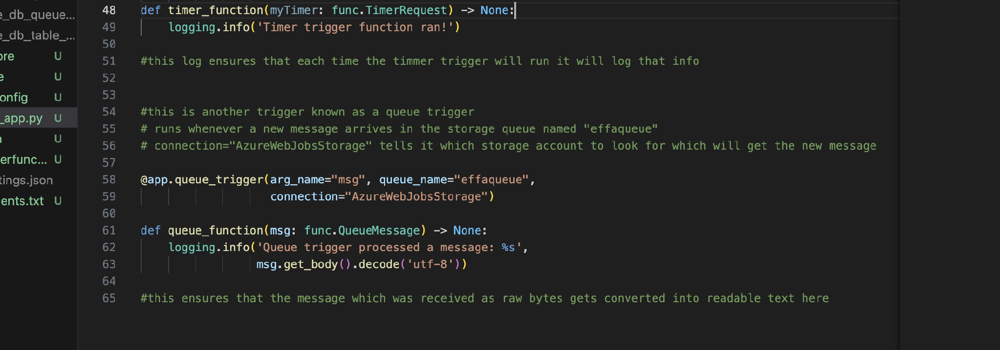 e_db_queue...
e_db_table_...
ore U
e U
onfig U
_app.py U
n U
erfunc... U
tings.json
ents.txt U
48 def timer_function(myTimer: func.TimerRequest) -> None:
49 logging.info('Timer trigger function ran!')
50
51 #this log ensures that each time the timmer trigger will run it will log that info
52
53
54 #this is another trigger known as a queue trigger
55 # runs whenever a new message arrives in the storage queue named "effaqueue"
56 # connection="AzureWebJobsStorage" tells it which storage account to look for which will get the new message
57
58 @app.queue_trigger(arg_name="msg", queue_name="effaqueue",
59 connection="AzureWebJobsStorage")
60
61 def queue_function(msg: func.QueueMessage) -> None:
62 logging.info('Queue trigger processed a message: %s',
63 msg.get_body().decode('utf-8'))
64
65 #this ensures that the message which was received as raw bytes gets converted into readable text here